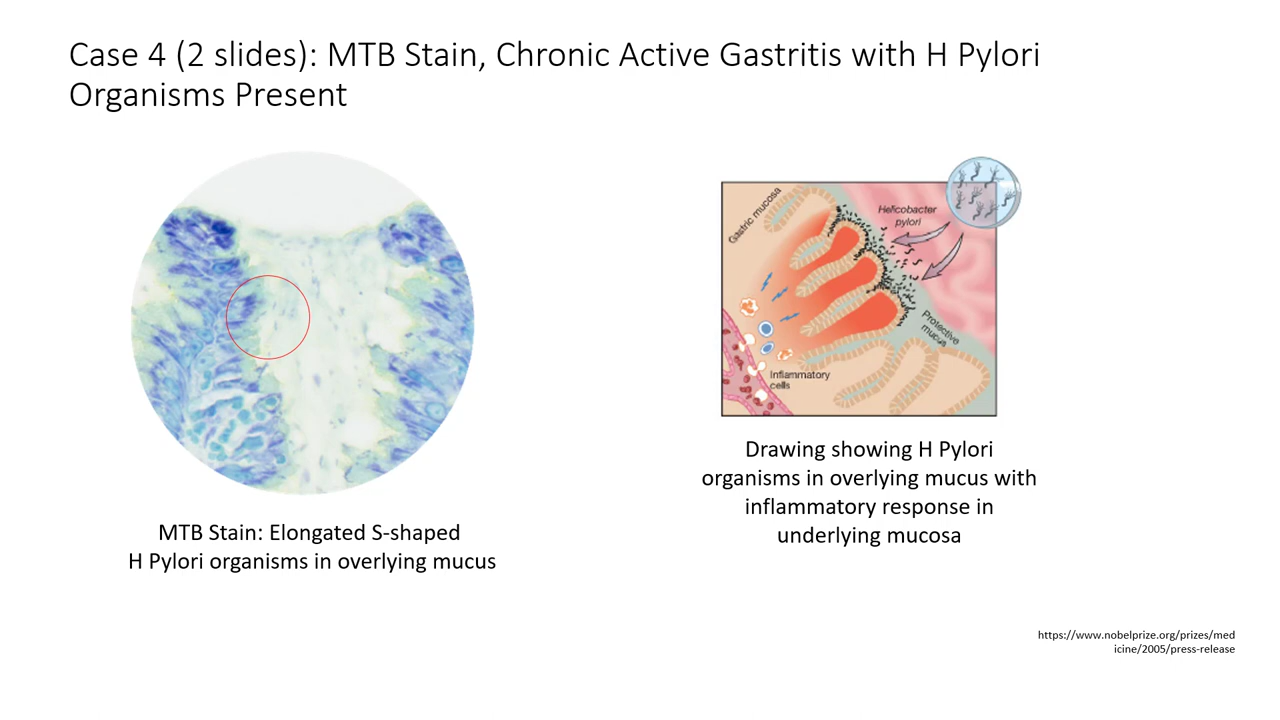 Case 4 (2 slides): MTB Stain, Chronic Active Gastritis with H Pylori
Organisms Present
Gastric mucosa
Helicobacter
pylori
Protective
mucus
Inflammatory
cells
MTB Stain: Elongated S-shaped
H Pylori organisms in overlying mucus
Drawing showing H Pylori
organisms in overlying mucus with
inflammatory response in
underlying mucosa
https://www.nobelprize.org/prizes/med
icine/2005/press-release